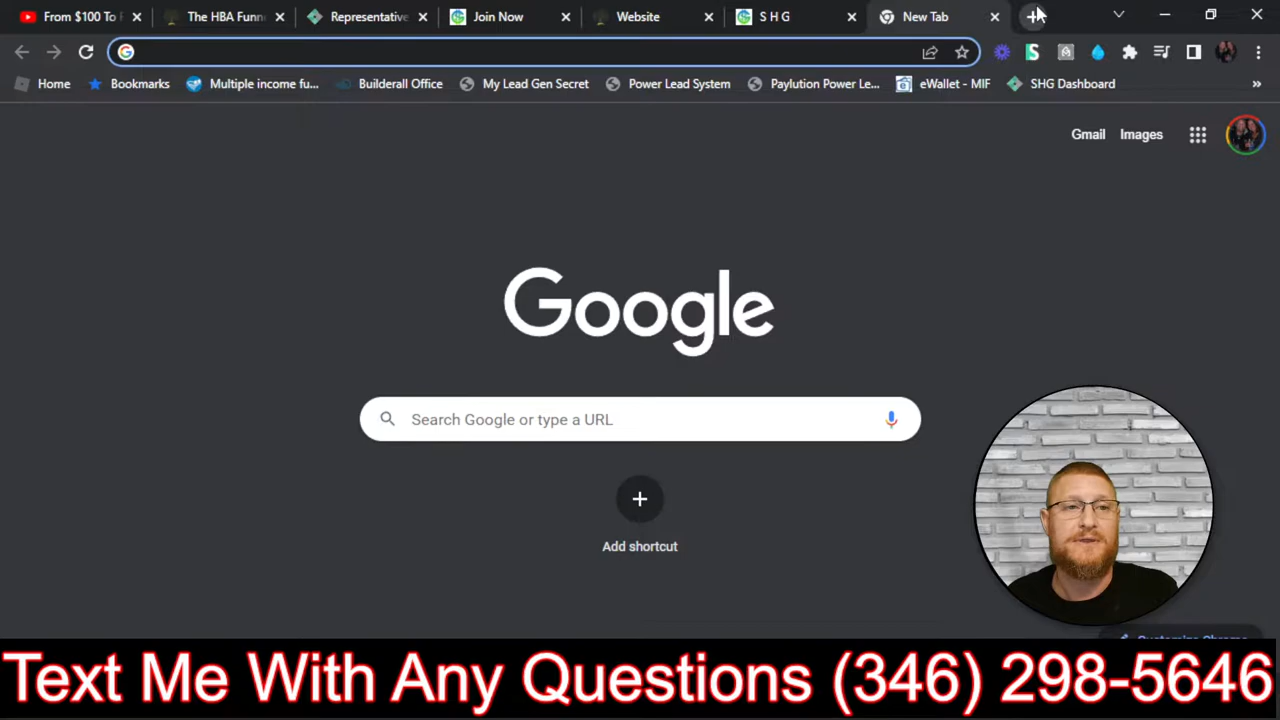 From $100 To
The HBA Funn
Representative
Join Now
Website
S H G
New Tab
Home
Bookmarks
Multiple income fu...
Builderall Office
My Lead Gen Secret
Power Lead System
Paylution Power Le...
eWallet - MIF
SHG Dashboard
Gmail
Images
Google
Search Google or type a URL
Add shortcut
Customize Chrome
Text Me With Any Questions (346) 298-5646